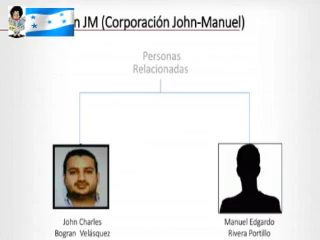 n JM (Corporación John-Manuel)
Personas
Relacionadas
John Charles
Bogran Velásquez
Manuel Edgardo
Rivera Portillo